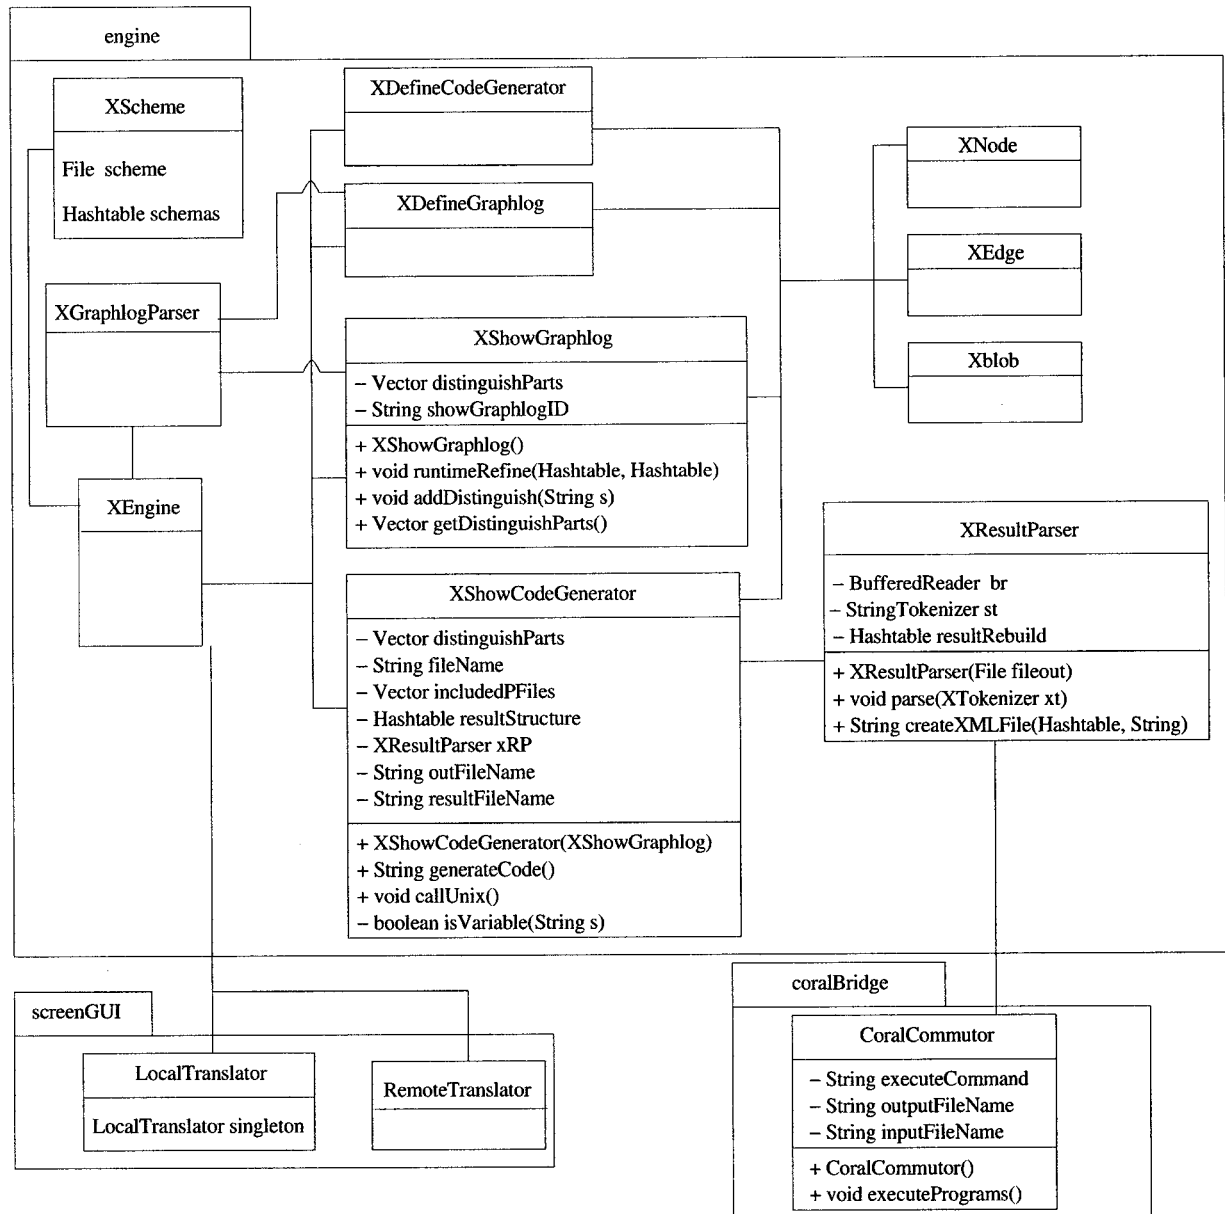 engine
XScheme
File scheme
Hashtable schemas
XDefineCodeGenerator
XDefineGraphlog
XNode
XEdge
Xblob
XGraphlogParser
XShowGraphlog
– Vector distinguishParts
– String showGraphlogID
+ XShowGraphlog()
+ void runtimeRefine(Hashtable, Hashtable)
+ void addDistinguish(String s)
+ Vector getDistinguishParts()
XEngine
XShowCodeGenerator
– Vector distinguishParts
– String fileName
– Vector includedPFiles
– Hashtable resultStructure
– XResultParser xRP
– String outFileName
– String resultFileName
+ XShowCodeGenerator(XShowGraphlog)
+ String generateCode()
+ void callUnix()
– boolean isVariable(String s)
XResultParser
– BufferedReader br
– StringTokenizer st
– Hashtable resultRebuild
+ XResultParser(File fileout)
+ void parse(XTokenizer xt)
+ String createXMLFile(Hashtable, String)
screenGUI
LocalTranslator
LocalTranslator singleton
RemoteTranslator
coralBridge
CoralCommutor
– String executeCommand
– String outputFileName
– String inputFileName
+ CoralCommutor()
+ void executePrograms()